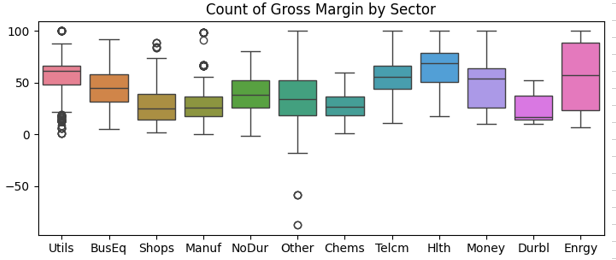 Count of Gross Margin by Sector
100
50
0
−50
Utils BusEq Shops Manuf NoDur Other Chems Telcm Hlth Money Durbl Enrgy